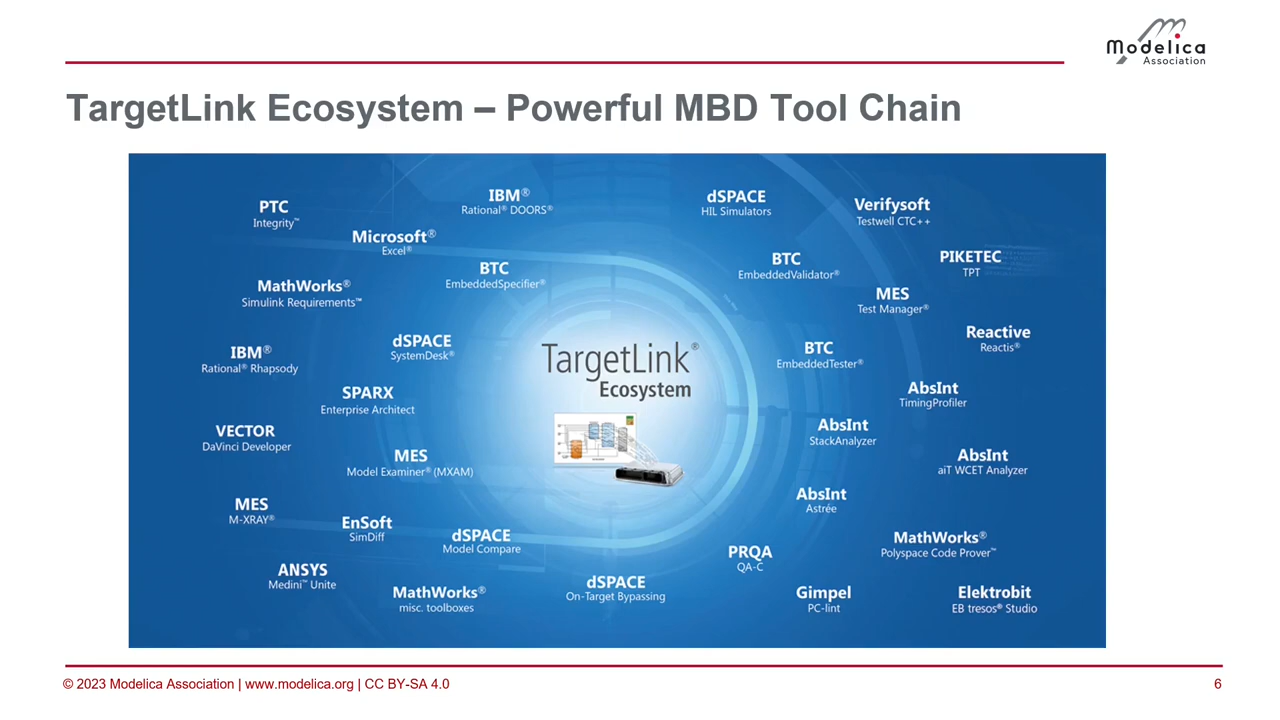 Modelica
Association
TargetLink Ecosystem – Powerful MBD Tool Chain
PTC
Integrity™
IBM®
Rational® DOORS®
dSPACE
HIL Simulators
Verifysoft
Testwell CTC++
Microsoft®
Excel®
BTC
EmbeddedSpecifier®
BTC
EmbeddedValidator®
PIKETEC
TPT
MathWorks®
Simulink Requirements™
MES
Test Manager®
dSPACE
SystemDesk®
TargetLink®
Ecosystem
BTC
EmbeddedTester®
Reactive
Reactis®
IBM®
Rational® Rhapsody
SPARX
Enterprise Architect
AbsInt
TimingProfiler
VECTOR
DaVinci Developer
AbsInt
StackAnalyzer
MES
Model Examiner® (MXAM)
AbsInt
aiT WCET Analyzer
MES
M-XRAY®
AbsInt
Astrée
EnSoft
SimDiff
dSPACE
Model Compare
PRQA
QA-C
MathWorks®
Polyspace Code Prover™
ANSYS
Medini™ Unite
MathWorks®
misc. toolboxes
dSPACE
On-Target Bypassing
Gimpel
PC-lint
Elektrobit
EB tresos® Studio
© 2023 Modelica Association | www.modelica.org | CC BY-SA 4.0
6